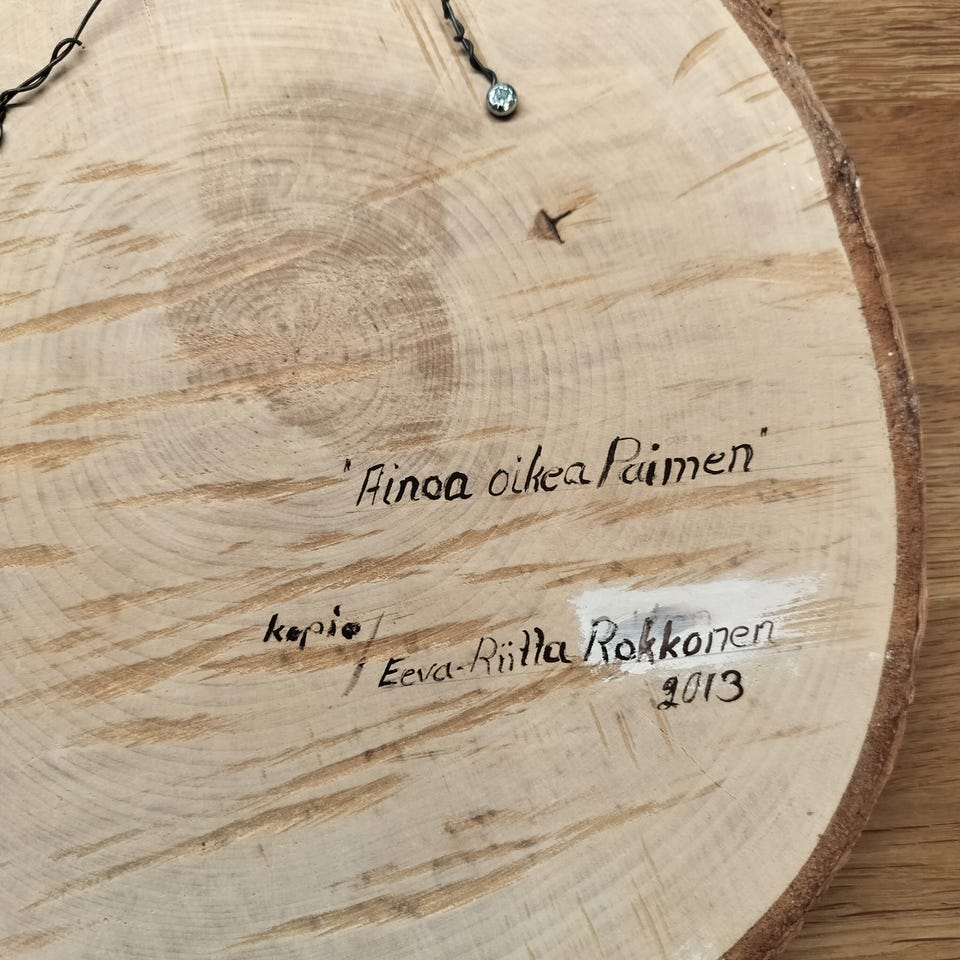 "Ainoa oikea Paimen"
kopio/
Eeva-Riitta Rokkonen
2013